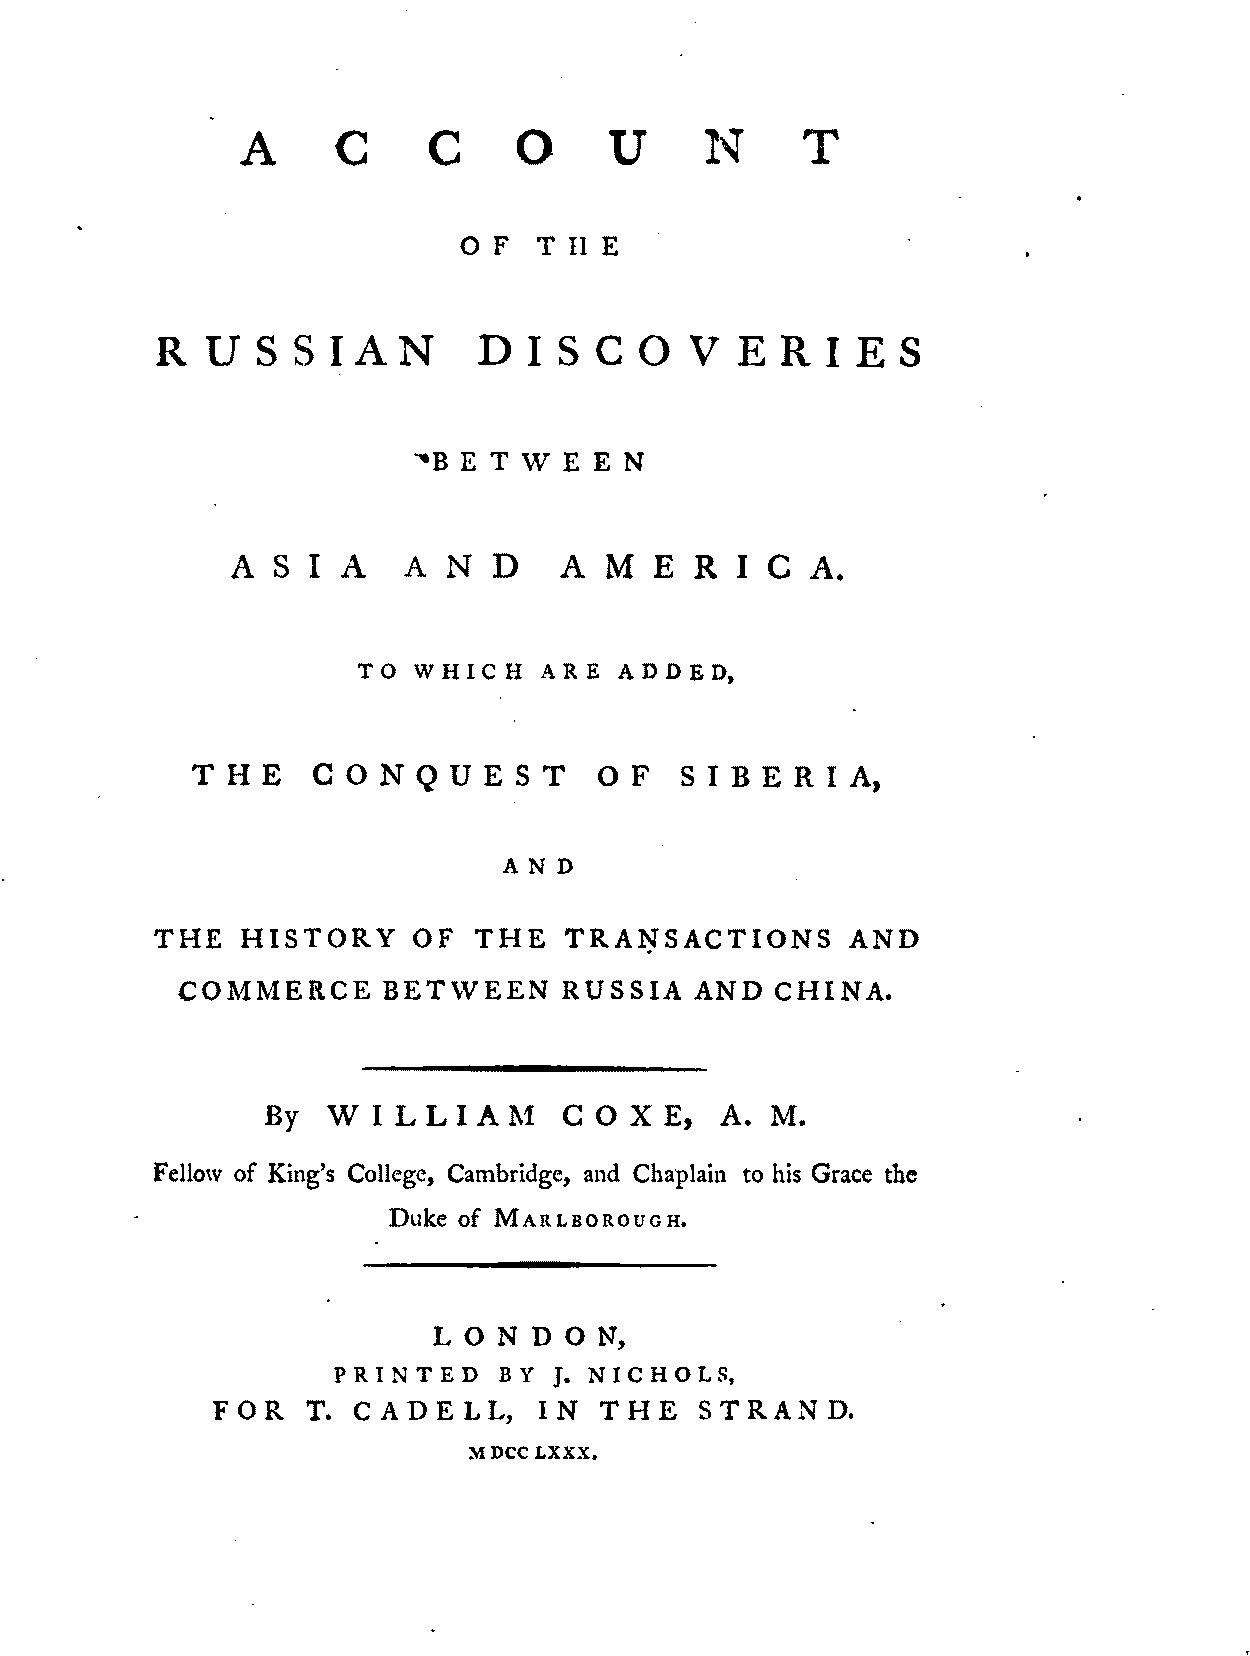 ACCOUNT
OF THE
RUSSIAN DISCOVERIES
BETWEEN
ASIA AND AMERICA.
TO WHICH ARE ADDED,
THE CONQUEST OF SIBERIA,
AND
THE HISTORY OF THE TRANSACTIONS AND
COMMERCE BETWEEN RUSSIA AND CHINA.
By WILLIAM COXE, A. M.
Fellow of King's College, Cambridge, and Chaplain to his Grace the
Duke of MARLBOROUGH.
LONDON,
PRINTED BY J. NICHOLS,
FOR T. CADELL, IN THE STRAND.
MDCCLXXX.